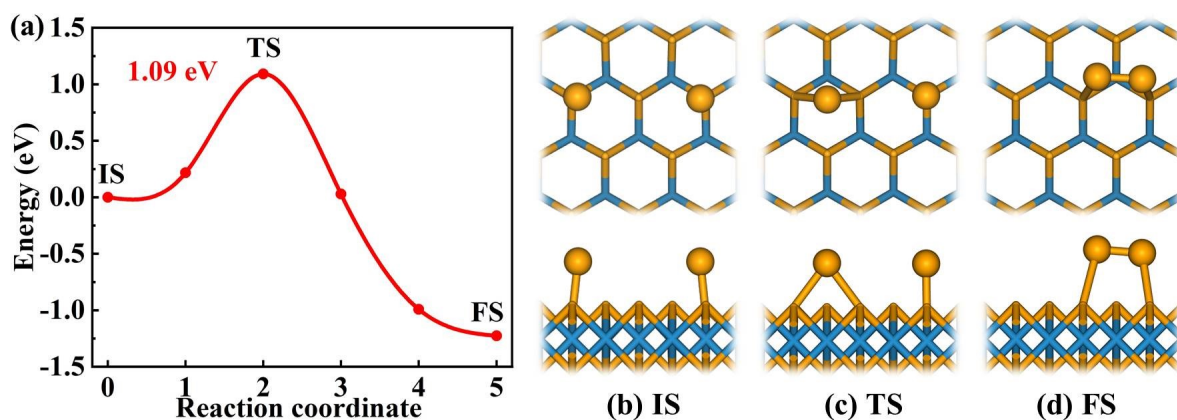 (a)
1.5
1.0
0.5
0.0
-0.5
-1.0
-1.5
Energy (eV)
1.09 eV
TS
IS
FS
0 1 2 3 4 5
Reaction coordinate
(b) IS
(c) TS
(d) FS